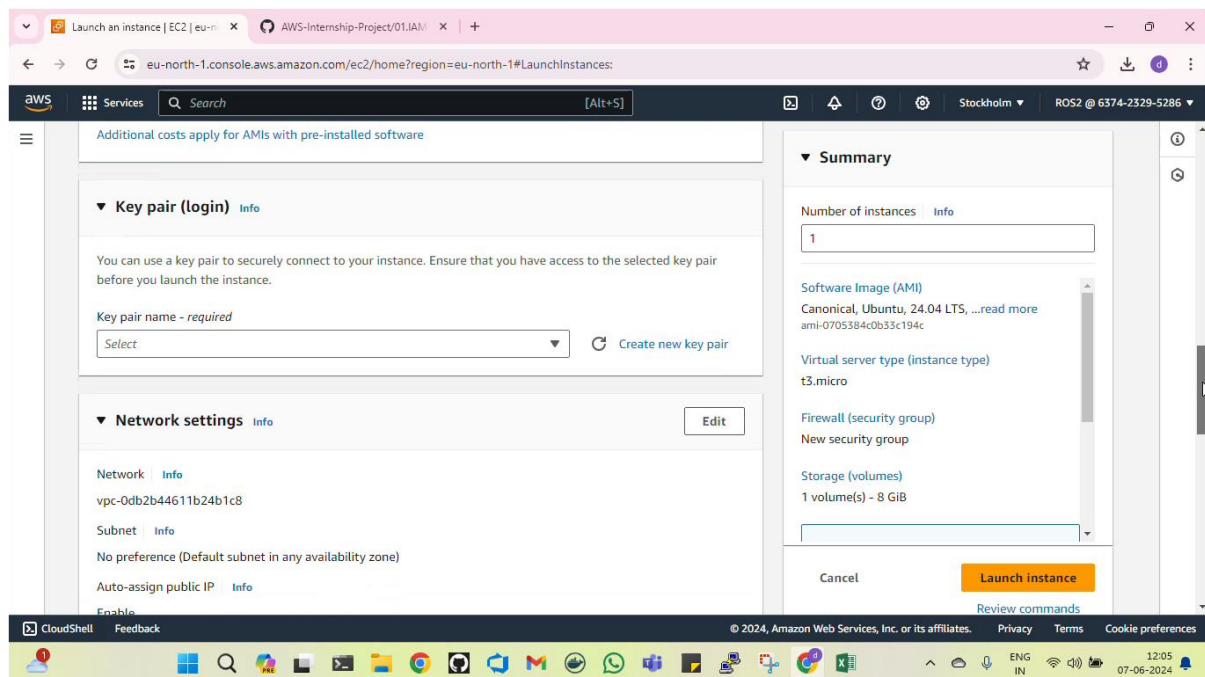 Launch an instance | EC2 | eu-n
AWS-Internship-Project/01.IAM
eu-north-1.console.aws.amazon.com/ec2/home?region=eu-north-1#LaunchInstances:
d
aws
Services
Search
[Alt+S]
Stockholm
ROS2 @ 6374-2329-5286
Additional costs apply for AMIs with pre-installed software
Key pair (login) Info
You can use a key pair to securely connect to your instance. Ensure that you have access to the selected key pair
before you launch the instance.
Key pair name - required
Select
Create new key pair
Network settings Info
Edit
Network Info
vpc-0db2b44611b24b1c8
Subnet Info
No preference (Default subnet in any availability zone)
Auto-assign public IP Info
Enable
Summary
Number of instances Info
1
Software Image (AMI)
Canonical, Ubuntu, 24.04 LTS, ...read more
ami-0705384c0b33c194c
Virtual server type (instance type)
t3.micro
Firewall (security group)
New security group
Storage (volumes)
1 volume(s) - 8 GiB
Cancel
Launch instance
Review commands
CloudShell
Feedback
© 2024, Amazon Web Services, Inc. or its affiliates.
Privacy
Terms
Cookie preferences
1
PRE
d
ENG
IN
12:05
07-06-2024